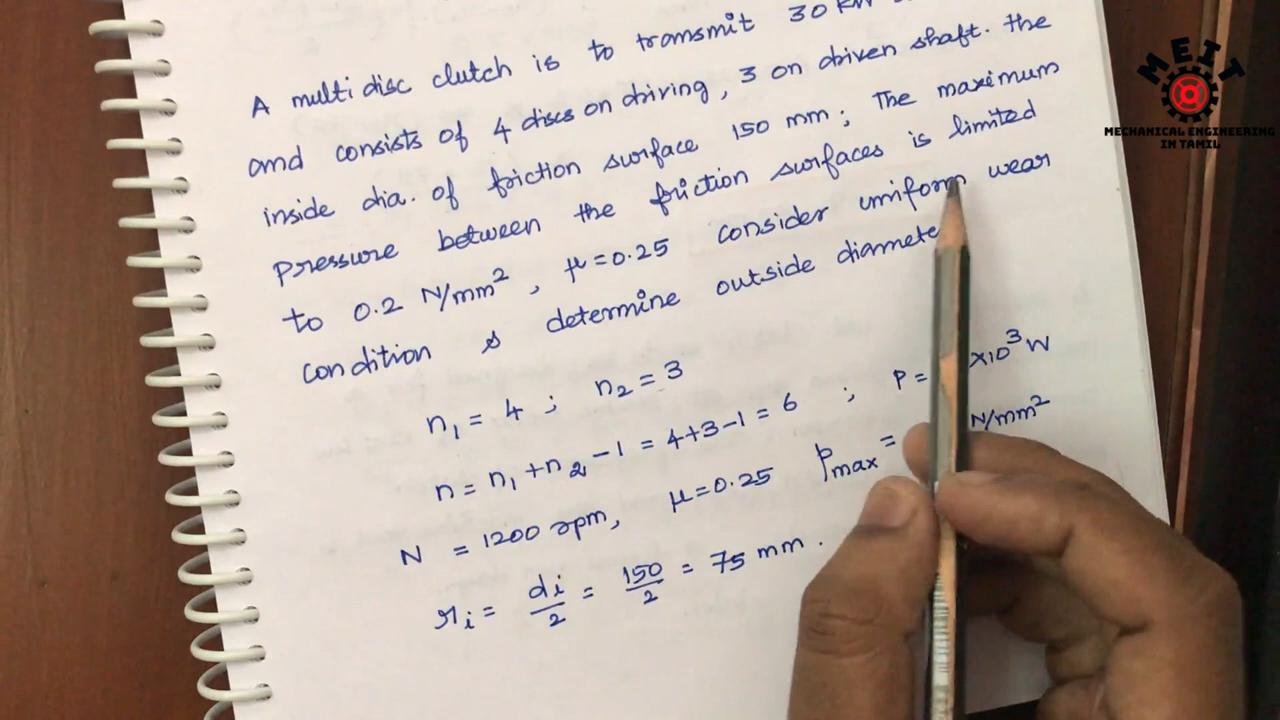 A multi disc clutch is to transmit 30 kW
and consists of 4 discs on driving, 3 on driven shaft. The
inside dia. of friction surface 150 mm; The maximum
pressure between the friction surfaces is limited
to 0.2 N/mm², μ=0.25 consider uniform wear
condition & determine outside diamete
n₁ = 4 ; n₂ = 3
n = n₁ + n₂ - 1 = 4+3-1 = 6 ; P = ×10³ W
N = 1200 rpm, μ=0.25 Pmax = N/mm²
ri = di/2 = 150/2 = 75 mm.
MEIT
MECHANICAL ENGINEERING
IN TAMIL